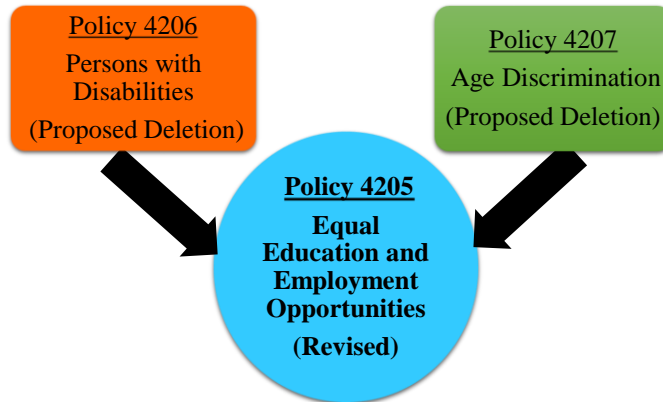 Policy 4206
Persons with
Disabilities
(Proposed Deletion)
Policy 4207
Age Discrimination
(Proposed Deletion)
Policy 4205
Equal
Education and
Employment
Opportunities
(Revised)